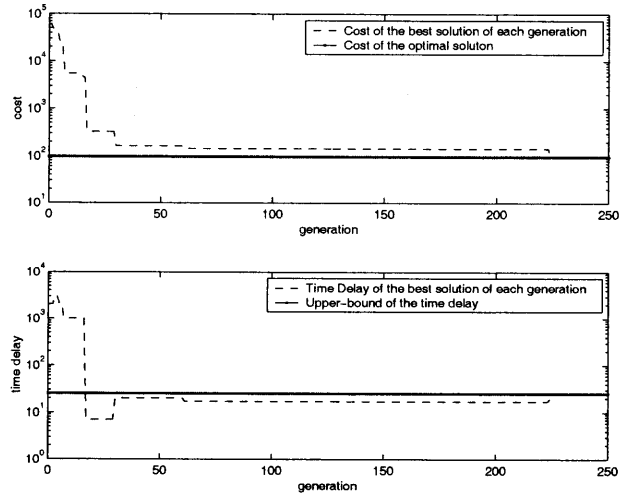 10^5
10^4
10^3
10^2
10^1
cost
Cost of the best solution of each generation
Cost of the optimal soluton
0
50
100
150
200
250
generation
10^4
10^3
10^2
10^1
10^0
time delay
Time Delay of the best solution of each generation
Upper-bound of the time delay
0
50
100
150
200
250
generation